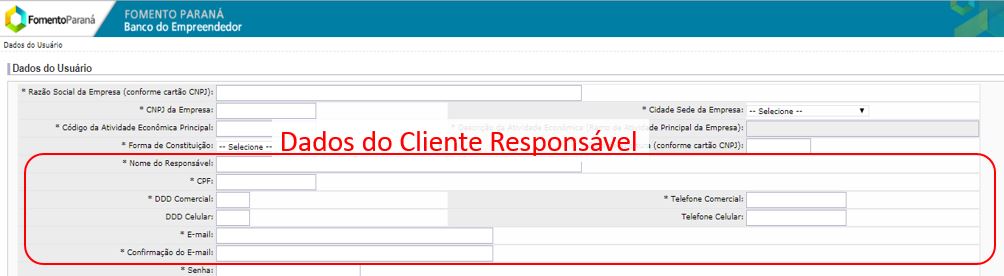 FomentoParaná
FOMENTO PARANÁ
Banco do Empreendedor
Dados do Usuário
Dados do Usuário
* Razão Social da Empresa (conforme cartão CNPJ):
* CNPJ da Empresa: * Cidade Sede da Empresa: -- Selecione --
* Código da Atividade Econômica Principal: Principal da Empresa):
Dados do Cliente Responsável
* Forma de Constituição: -- Selecione -- (conforme cartão CNPJ):
* Nome do Responsável:
* CPF:
* DDD Comercial: * Telefone Comercial:
DDD Celular: Telefone Celular:
* E-mail:
* Confirmação do E-mail:
* Senha: